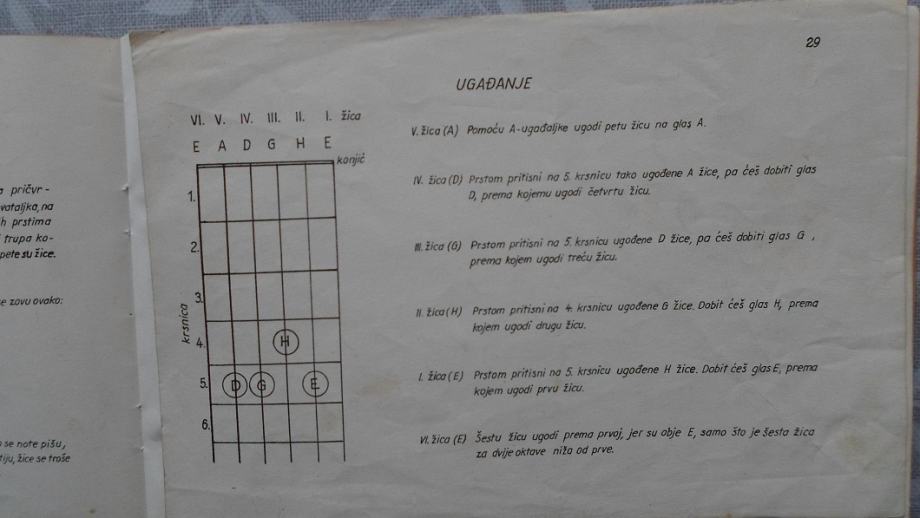 pričvr-
vataljka, na
ih prstima
trupa ko-
pete su žice.
se zovu ovako:
o se note pišu,
tiju, žice se troše
29
UGAĐANJE
VI. V. IV. III. II. I. žica
E A D G H E
konjić
1.
2.
3.
krsnica
4. H
5. D G E
6.
V. žica (A) Pomoću A-ugađaljke ugodi petu žicu na glas A.
IV. žica (D) Prstom pritisni na 5. krsnicu tako ugođene A žice, pa ćeš dobiti glas
D, prema kojemu ugodi četvrtu žicu.
III. žica (G) Prstom pritisni na 5. krsnicu ugođene D žice, pa ćeš dobiti glas G ,
prema kojem ugodi treću žicu.
II. žica (H) Prstom pritisni na 4. krsnicu ugođene G žice. Dobit ćeš glas H, prema
kojem ugodi drugu žicu.
I. žica (E) Prstom pritisni na 5. krsnicu ugođene H žice. Dobit ćeš glas E, prema
kojem ugodi prvu žicu.
VI. žica (E) Šestu žicu ugodi prema prvoj, jer su obje E, samo što je šesta žica
za dvije oktave niža od prve.